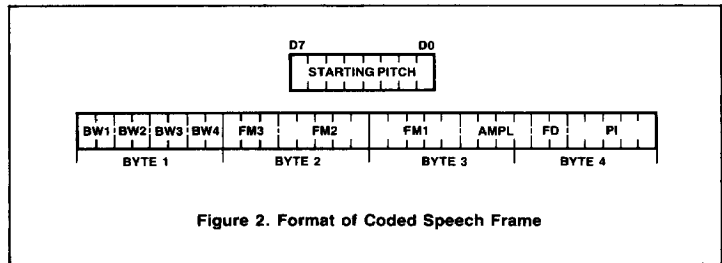 D7 D0
STARTING PITCH
BW1 BW2 BW3 BW4 FM3 FM2 FM1 AMPL FD PI
BYTE 1 BYTE 2 BYTE 3 BYTE 4
Figure 2. Format of Coded Speech Frame